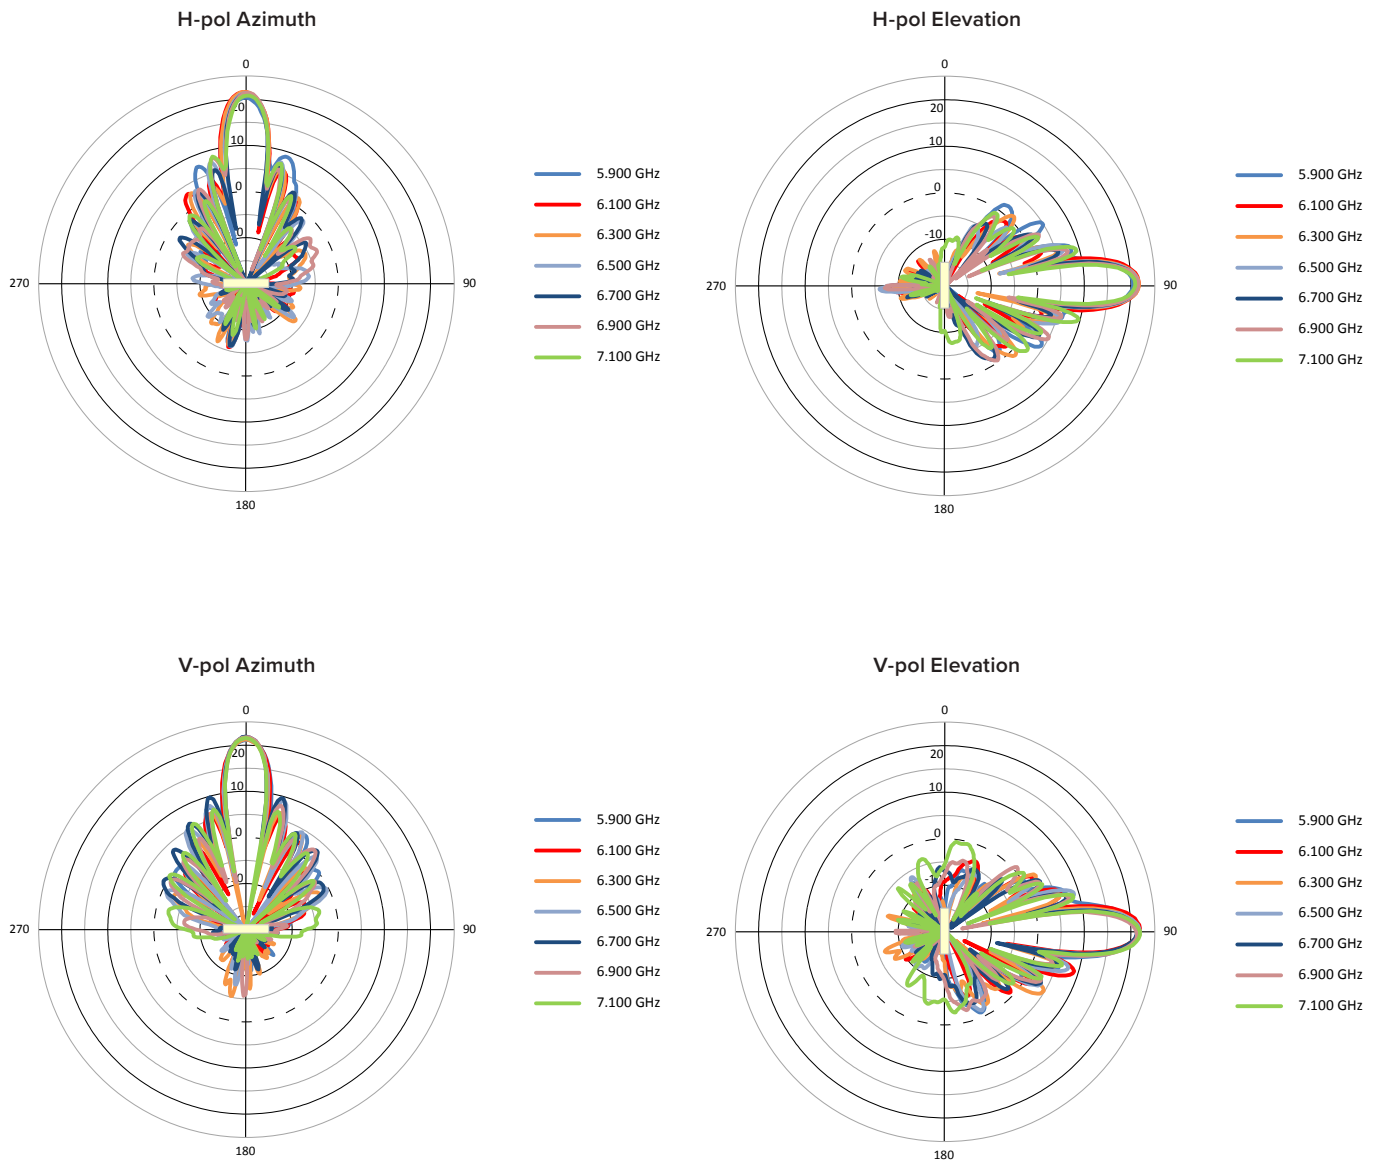 H-pol Azimuth
0
20
10
0
-10
270
90
180
5.900 GHz
6.100 GHz
6.300 GHz
6.500 GHz
6.700 GHz
6.900 GHz
7.100 GHz
H-pol Elevation
0
20
10
0
-10
270
90
180
5.900 GHz
6.100 GHz
6.300 GHz
6.500 GHz
6.700 GHz
6.900 GHz
7.100 GHz
V-pol Azimuth
0
20
10
0
-10
270
90
180
5.900 GHz
6.100 GHz
6.300 GHz
6.500 GHz
6.700 GHz
6.900 GHz
7.100 GHz
V-pol Elevation
0
20
10
0
-10
270
90
180
5.900 GHz
6.100 GHz
6.300 GHz
6.500 GHz
6.700 GHz
6.900 GHz
7.100 GHz